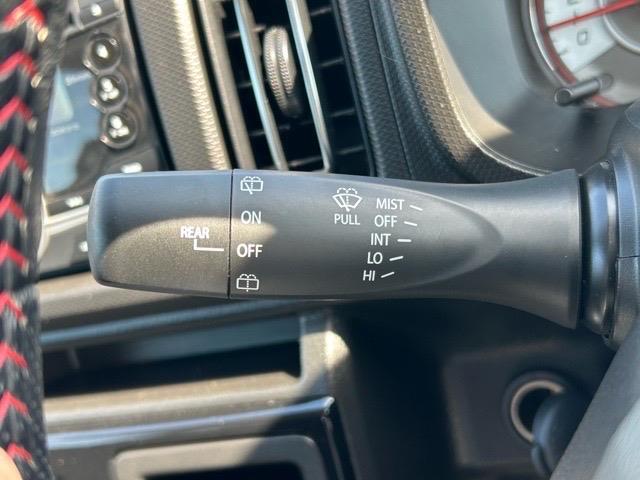 ON
REAR
OFF
PULL
MIST
OFF
INT
LO
HI